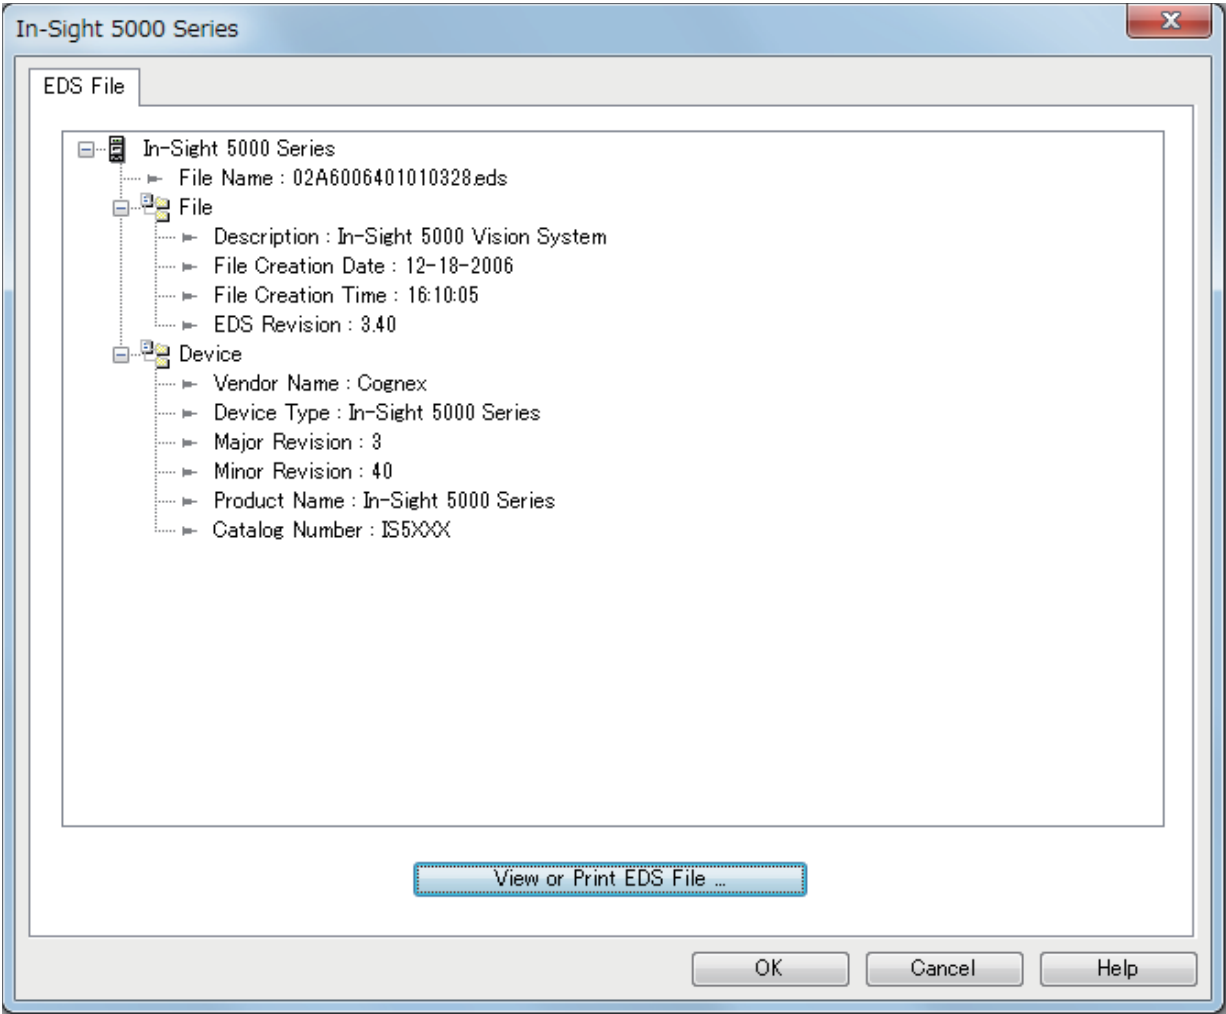 In-Sight 5000 Series
EDS File
In-Sight 5000 Series
File Name : 02A6006401010328.eds
File
Description : In-Sight 5000 Vision System
File Creation Date : 12-18-2006
File Creation Time : 16:10:05
EDS Revision : 3.40
Device
Vendor Name : Cognex
Device Type : In-Sight 5000 Series
Major Revision : 3
Minor Revision : 40
Product Name : In-Sight 5000 Series
Catalog Number : IS5XXX
View or Print EDS File ...
OK Cancel Help